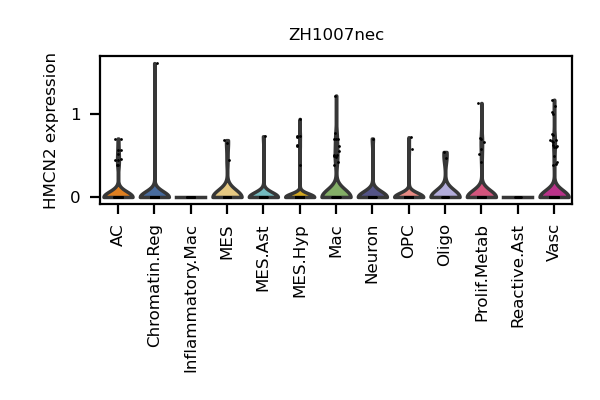 ZH1007nec
HMCN2 expression
1
0
AC
Chromatin.Reg
Inflammatory.Mac
MES
MES.Ast
MES.Hyp
Mac
Neuron
OPC
Oligo
Prolif.Metab
Reactive.Ast
Vasc